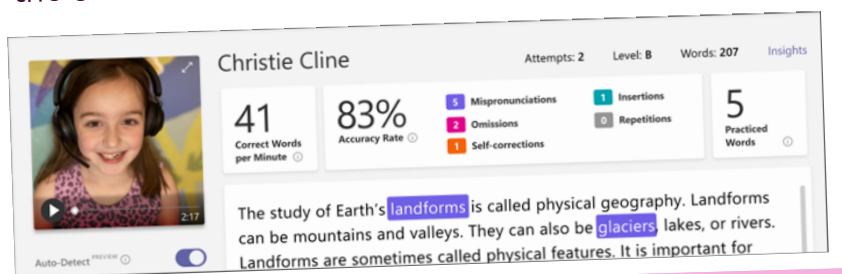 Christie Cline
Attempts: 2 Level: B Words: 207 Insights
41
Correct Words
per Minute
83%
Accuracy Rate
5 Mispronunciations
2 Omissions
1 Self-corrections
1 Insertions
0 Repetitions
5
Practiced
Words
2:17
Auto-Detect PREVIEW
The study of Earth's landforms is called physical geography. Landforms
can be mountains and valleys. They can also be glaciers, lakes, or rivers.
Landforms are sometimes called physical features. It is important for